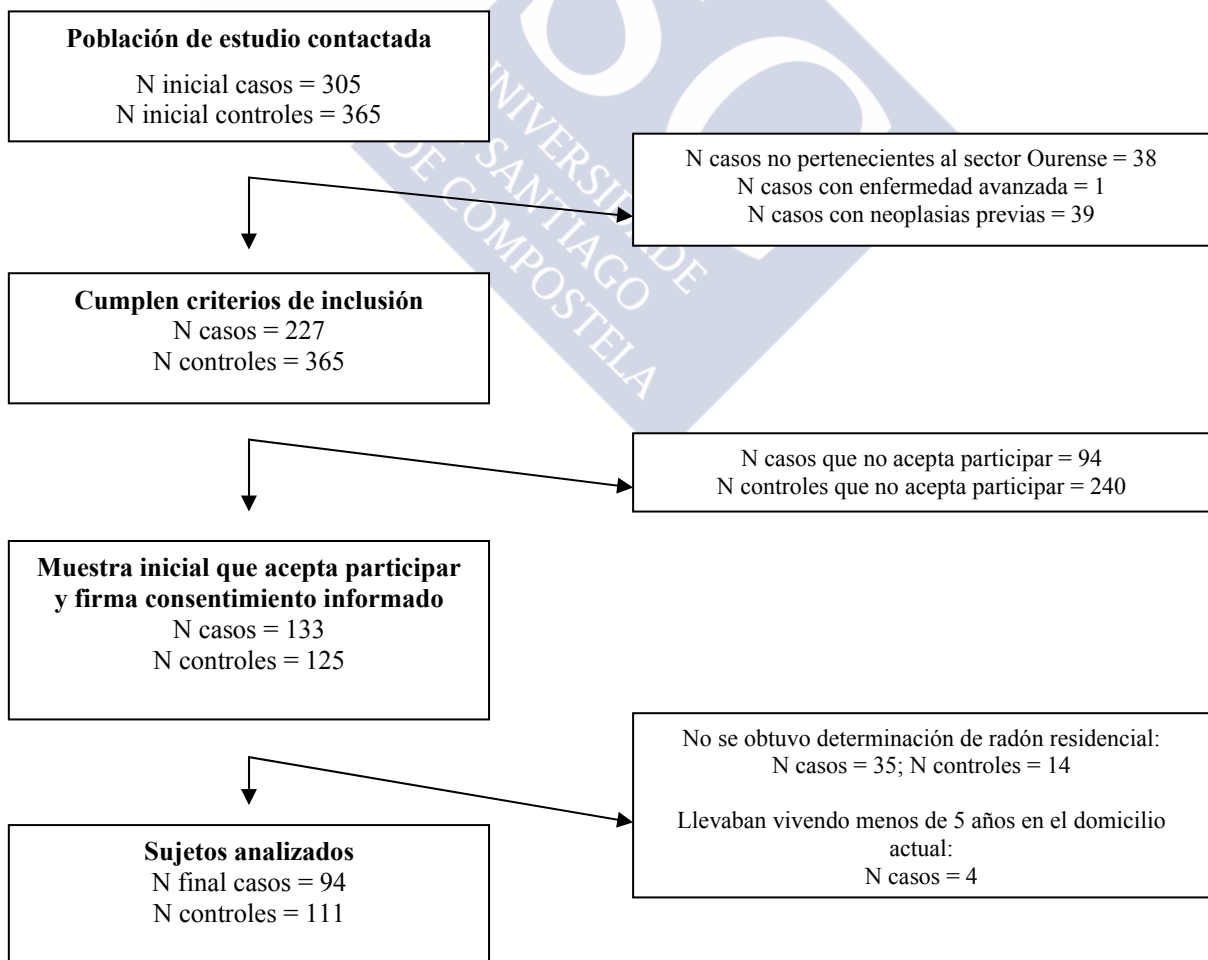 Población de estudio contactada
N inicial casos = 305
N inicial controles = 365
N casos no pertenecientes al sector Ourense = 38
N casos con enfermedad avanzada = 1
N casos con neoplasias previas = 39
Cumplen criterios de inclusión
N casos = 227
N controles = 365
N casos que no acepta participar = 94
N controles que no acepta participar = 240
Muestra inicial que acepta participar
y firma consentimiento informado
N casos = 133
N controles = 125
No se obtuvo determinación de radón residencial:
N casos = 35; N controles = 14
Llevaban viviendo menos de 5 años en el domicilio
actual:
N casos = 4
Sujetos analizados
N final casos = 94
N controles = 111
USC
UNIVERSIDADE
DE SANTIAGO
DE COMPOSTELA